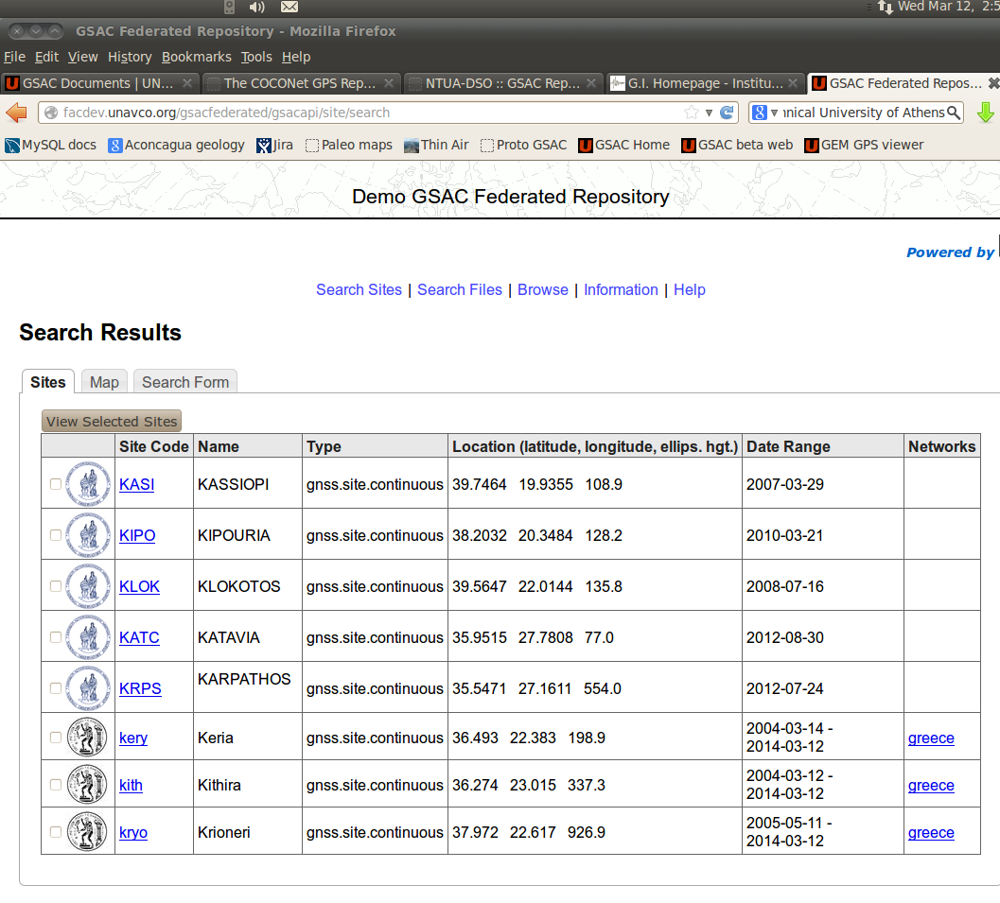 Wed Mar 12, 2:5
GSAC Federated Repository - Mozilla Firefox
File Edit View History Bookmarks Tools Help
GSAC Documents | UN... The COCONet GPS Rep... NTUA-DSO :: GSAC Rep... G.I. Homepage - Institu... GSAC Federated Repos...
facdev.unavco.org/gsacfederated/gsacapi/site/search nical University of Athens
MySQL docs Aconcagua geology Jira Paleo maps Thin Air Proto GSAC GSAC Home GSAC beta web GEM GPS viewer
Demo GSAC Federated Repository
Powered by
Search Sites | Search Files | Browse | Information | Help
Search Results
Sites Map Search Form
View Selected Sites
Site Code Name Type Location (latitude, longitude, ellips. hgt.) Date Range Networks
KASI KASSIOPI gnss.site.continuous 39.7464 19.9355 108.9 2007-03-29
KIPO KIPOURIA gnss.site.continuous 38.2032 20.3484 128.2 2010-03-21
KLOK KLOKOTOS gnss.site.continuous 39.5647 22.0144 135.8 2008-07-16
KATC KATAVIA gnss.site.continuous 35.9515 27.7808 77.0 2012-08-30
KRPS KARPATHOS gnss.site.continuous 35.5471 27.1611 554.0 2012-07-24
kery Keria gnss.site.continuous 36.493 22.383 198.9 2004-03-14 -
2014-03-12 greece
kith Kithira gnss.site.continuous 36.274 23.015 337.3 2004-03-12 -
2014-03-12 greece
kryo Krioneri gnss.site.continuous 37.972 22.617 926.9 2005-05-11 -
2014-03-12 greece